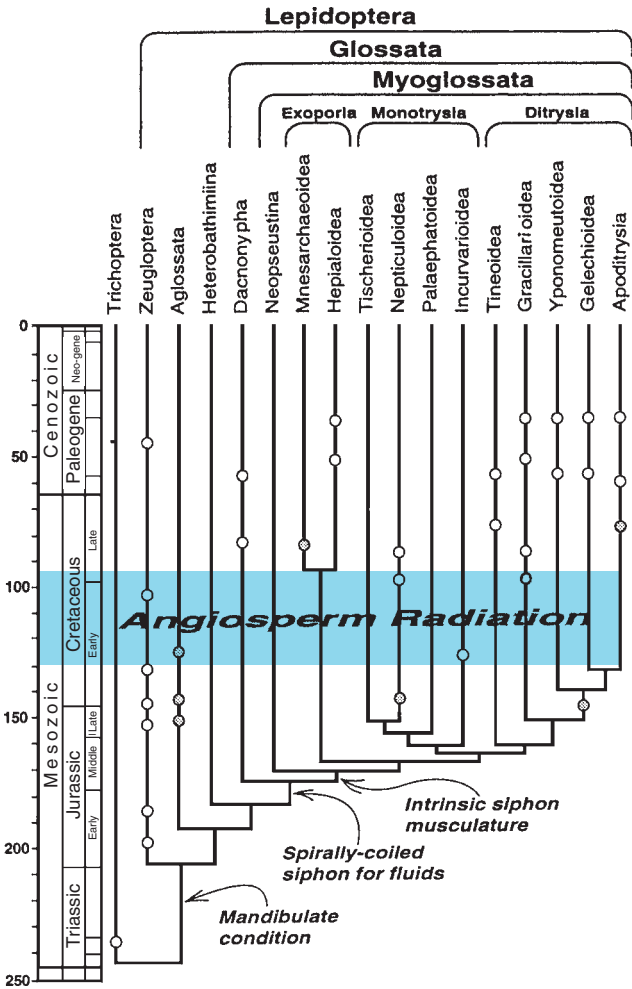 Lepidoptera
Glossata
Myoglossata
Exoporia
Monotrysia
Ditrysia
Trichoptera
Zeugloptera
Aglossata
Heterobathimiina
Dacnonypha
Neopseustina
Mnesarchaeoidea
Hepialoidea
Tischerioidea
Nepticuloidea
Palaephatoidea
Incurvarioidea
Tineoidea
Gracillarioidea
Yponomeutoidea
Gelechioidea
Apoditrysia
0
50
100
150
200
250
Cenozoic
Mesozoic
Neo-gene
Paleogene
Cretaceous
Late
Early
Jurassic
Late
Middle
Early
Triassic
Angiosperm Radiation
Intrinsic siphon
musculature
Spirally-coiled
siphon for fluids
Mandibulate
condition